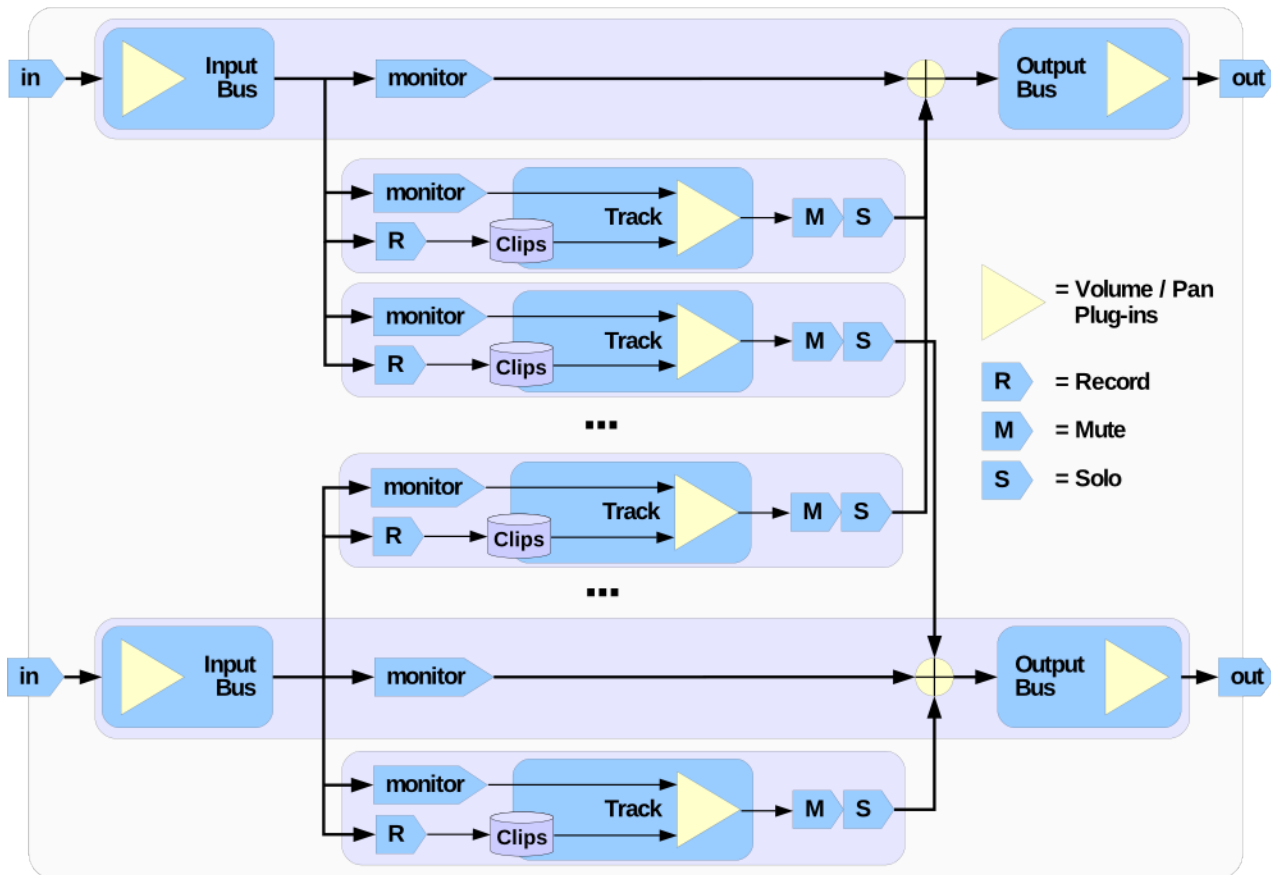 in
Input
Bus
monitor
Output
Bus
out
monitor
R
Clips
Track
M
S
monitor
R
Clips
Track
M
S
...
= Volume / Pan
Plug-ins
R
= Record
M
= Mute
S
= Solo
monitor
R
Clips
Track
M
S
...
in
Input
Bus
monitor
Output
Bus
out
monitor
R
Clips
Track
M
S